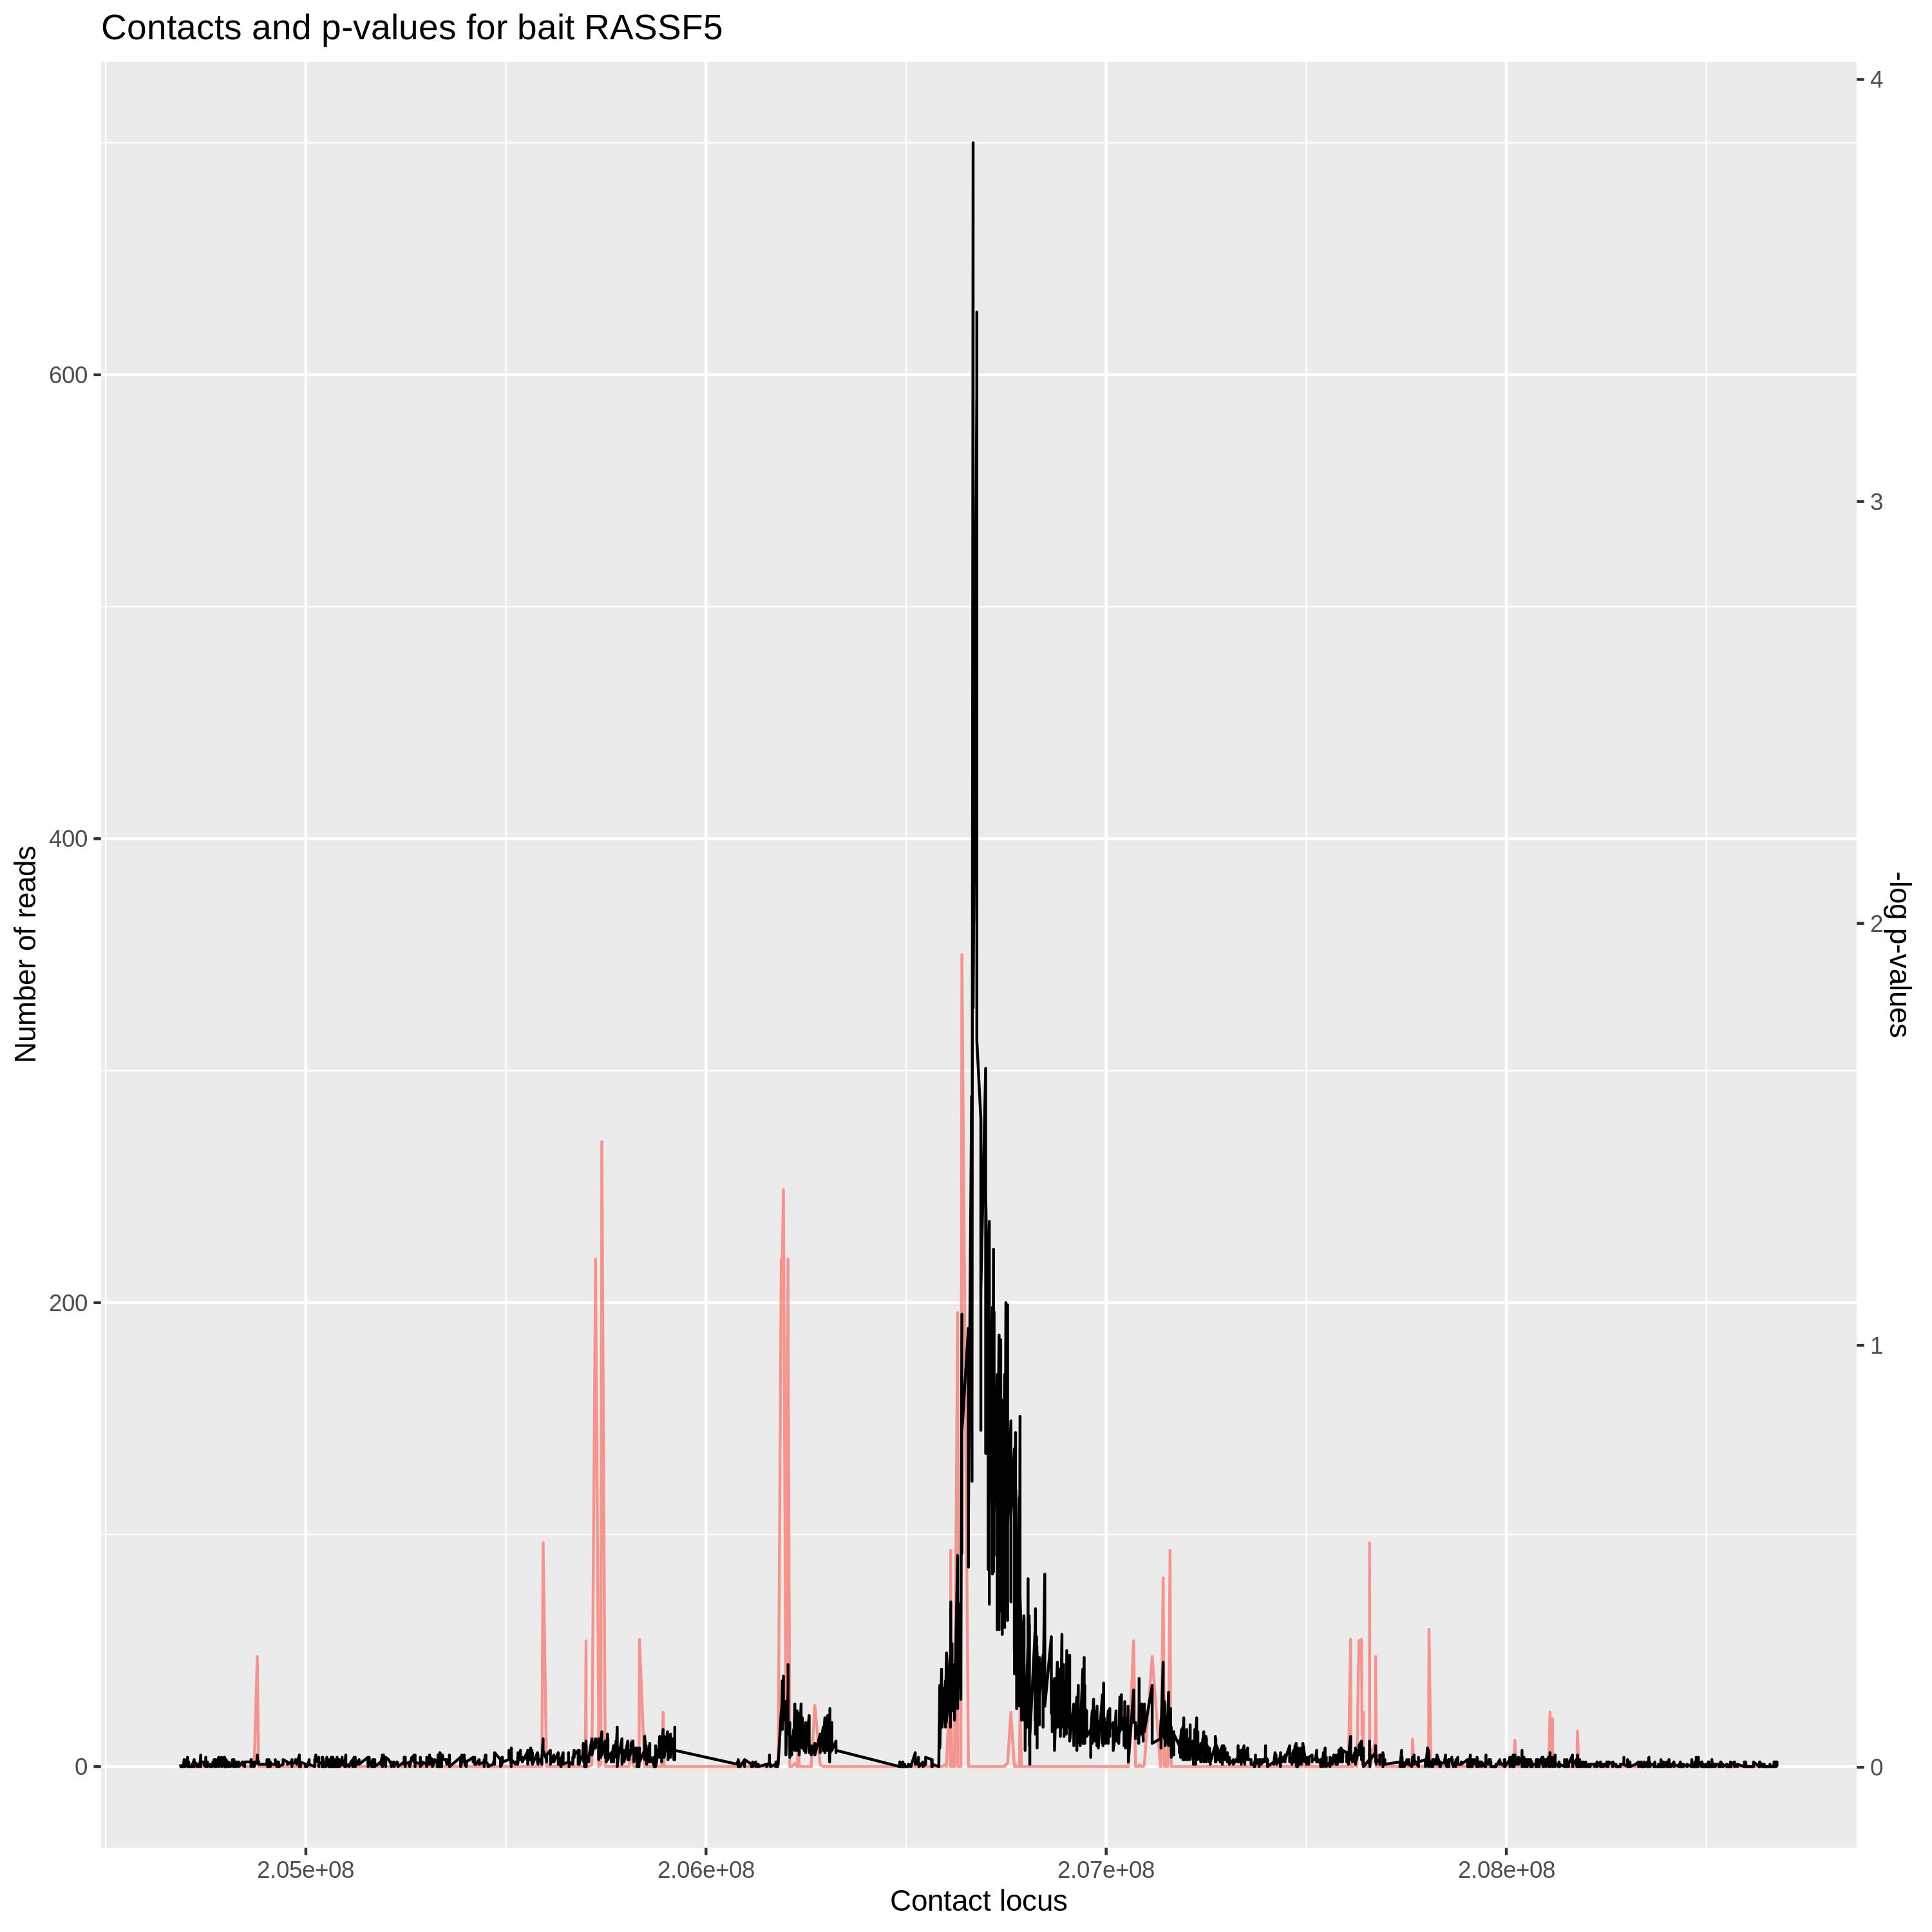 Contacts and p-values for bait RASSF5
4
3
2
1
0
600
400
200
0
Number of reads
-log p-values
2.05e+08
2.06e+08
2.07e+08
2.08e+08
Contact locus